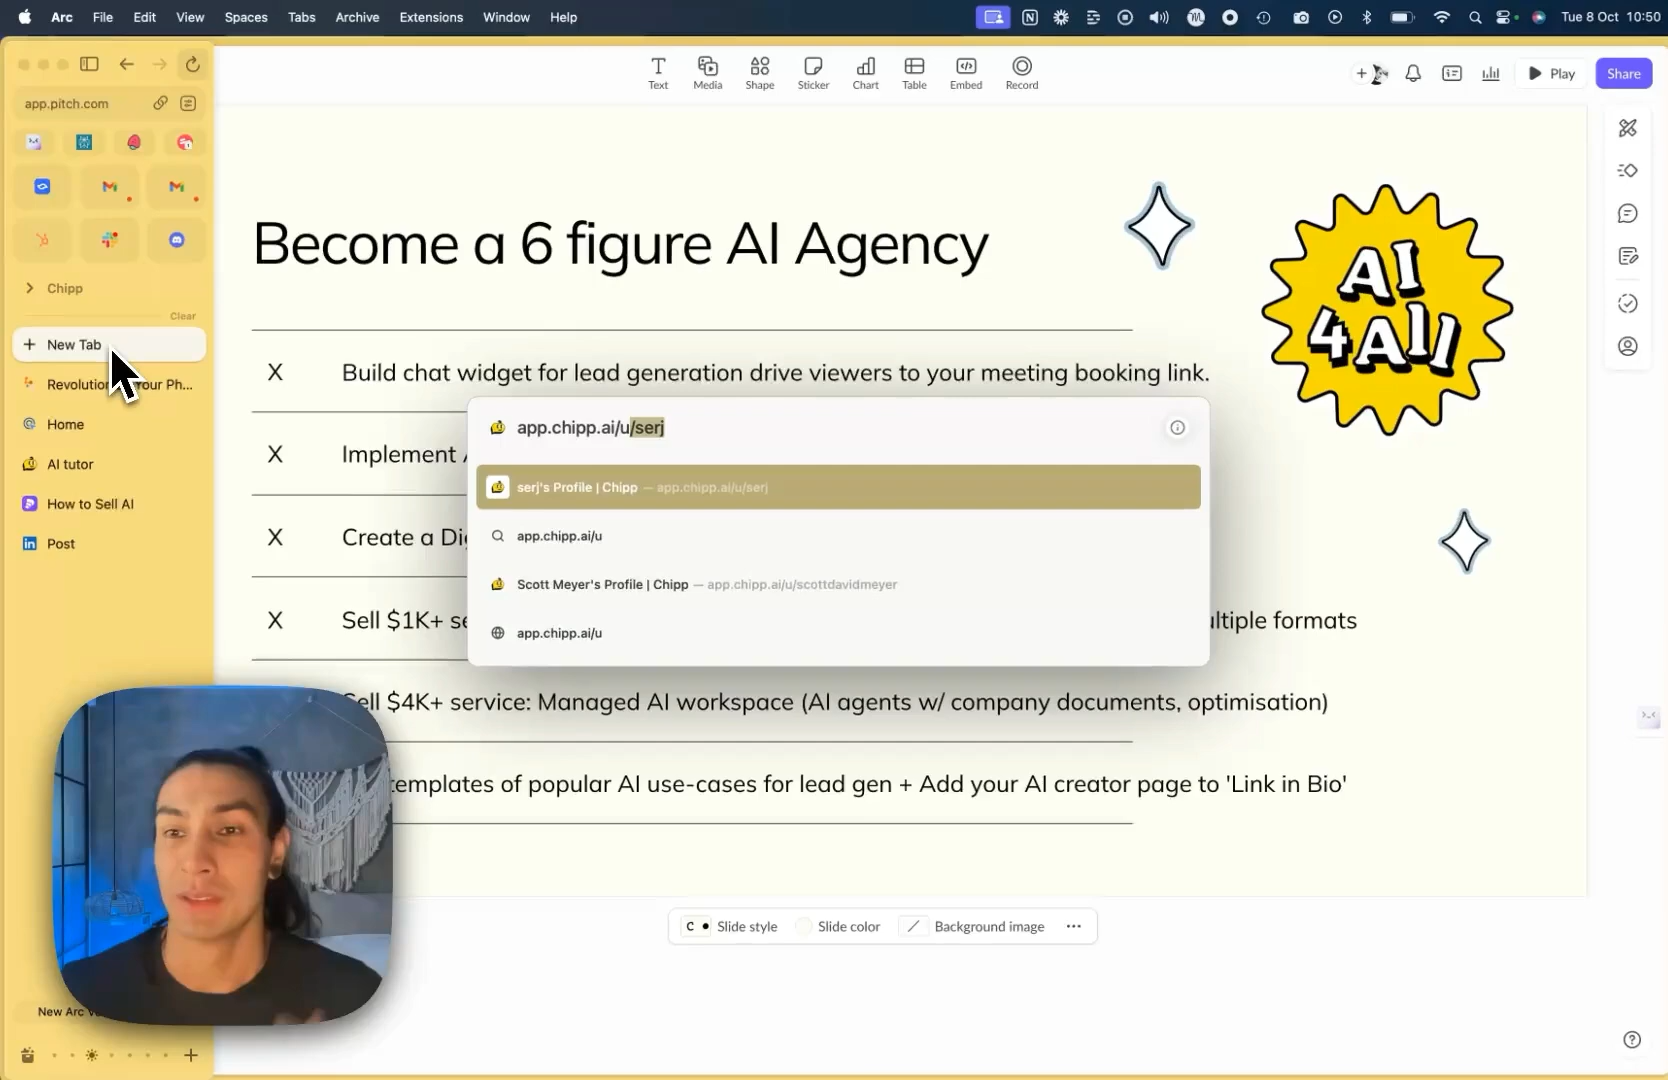 Arc File Edit View Spaces Tabs Archive Extensions Window Help
Tue 8 Oct 10:50
app.pitch.com
Chipp
Clear
New Tab
Revolution
our Ph...
Home
AI tutor
How to Sell AI
Post
New Arc
Text Media Shape Sticker Chart Table Embed Record
Play Share
Become a 6 figure AI Agency
AI
4All
X Build chat widget for lead generation drive viewers to your meeting booking link.
X Implement
X Create a
X Sell $1K+
ltiple formats
ell $4K+ service: Managed AI workspace (AI agents w/ company documents, optimisation)
templates of popular AI use-cases for lead gen + Add your AI creator page to 'Link in Bio'
app.chipp.ai/u/serj
serj's Profile | Chipp — app.chipp.ai/u/serj
app.chipp.ai/u
Scott Meyer's Profile | Chipp — app.chipp.ai/u/scottdavidmeyer
app.chipp.ai/u
C Slide style Slide color Background image ...